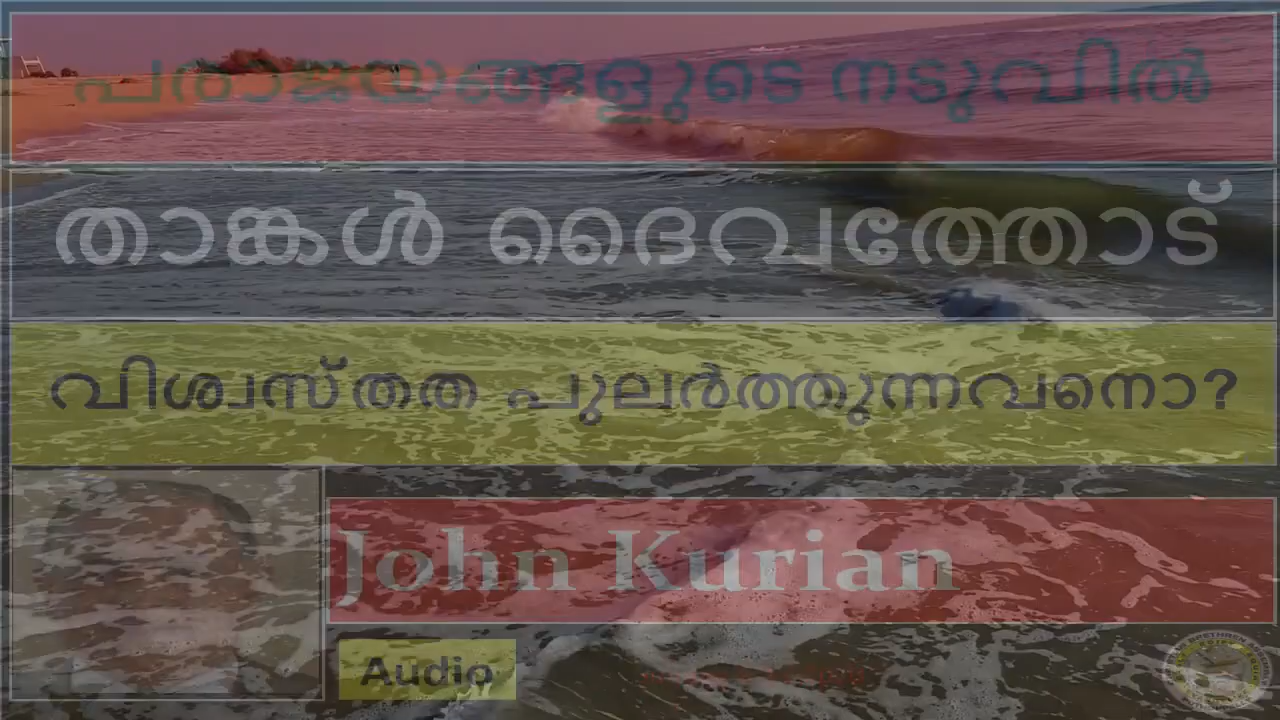 പരാജയങ്ങളുടെ നടുവിൽ
താങ്കൾ ദൈവത്തോട്
വിശ്വസ്തത പുലർത്തുന്നവനൊ?
John Kurian
Audio